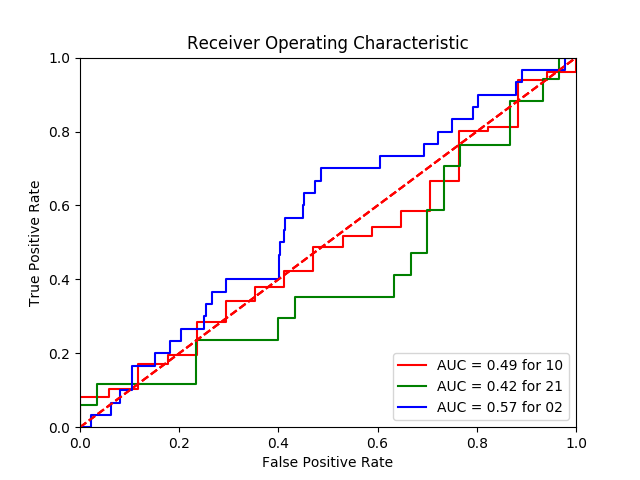 Receiver Operating Characteristic
True Positive Rate
1.0
0.8
0.6
0.4
0.2
0.0
AUC = 0.49 for 10
AUC = 0.42 for 21
AUC = 0.57 for 02
0.0 0.2 0.4 0.6 0.8 1.0
False Positive Rate